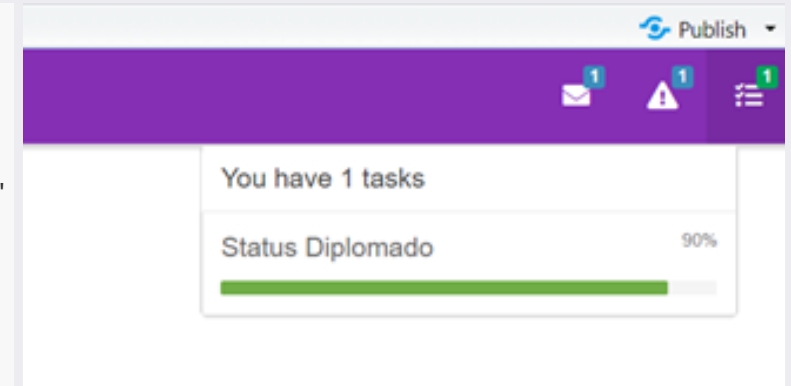 Publish
1 1 1
"
You have 1 tasks
Status Diplomado 90%